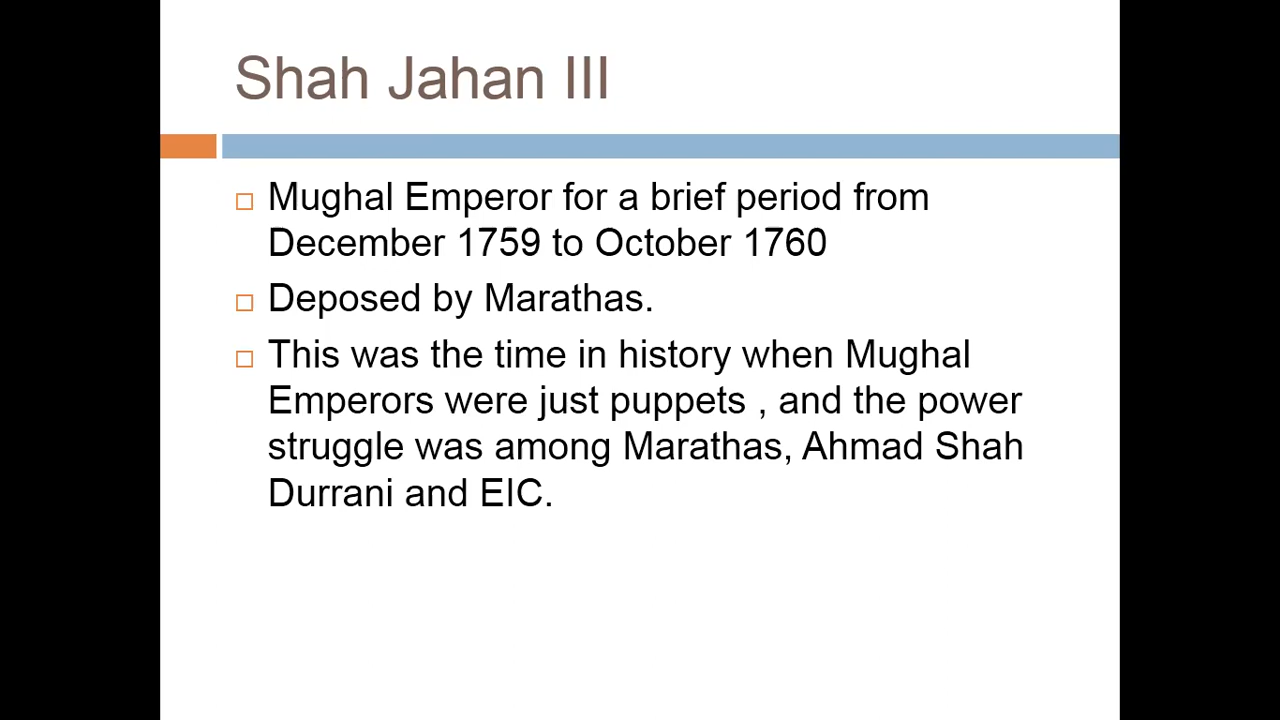 Shah Jahan III
Mughal Emperor for a brief period from
December 1759 to October 1760
Deposed by Marathas.
This was the time in history when Mughal
Emperors were just puppets , and the power
struggle was among Marathas, Ahmad Shah
Durrani and EIC.